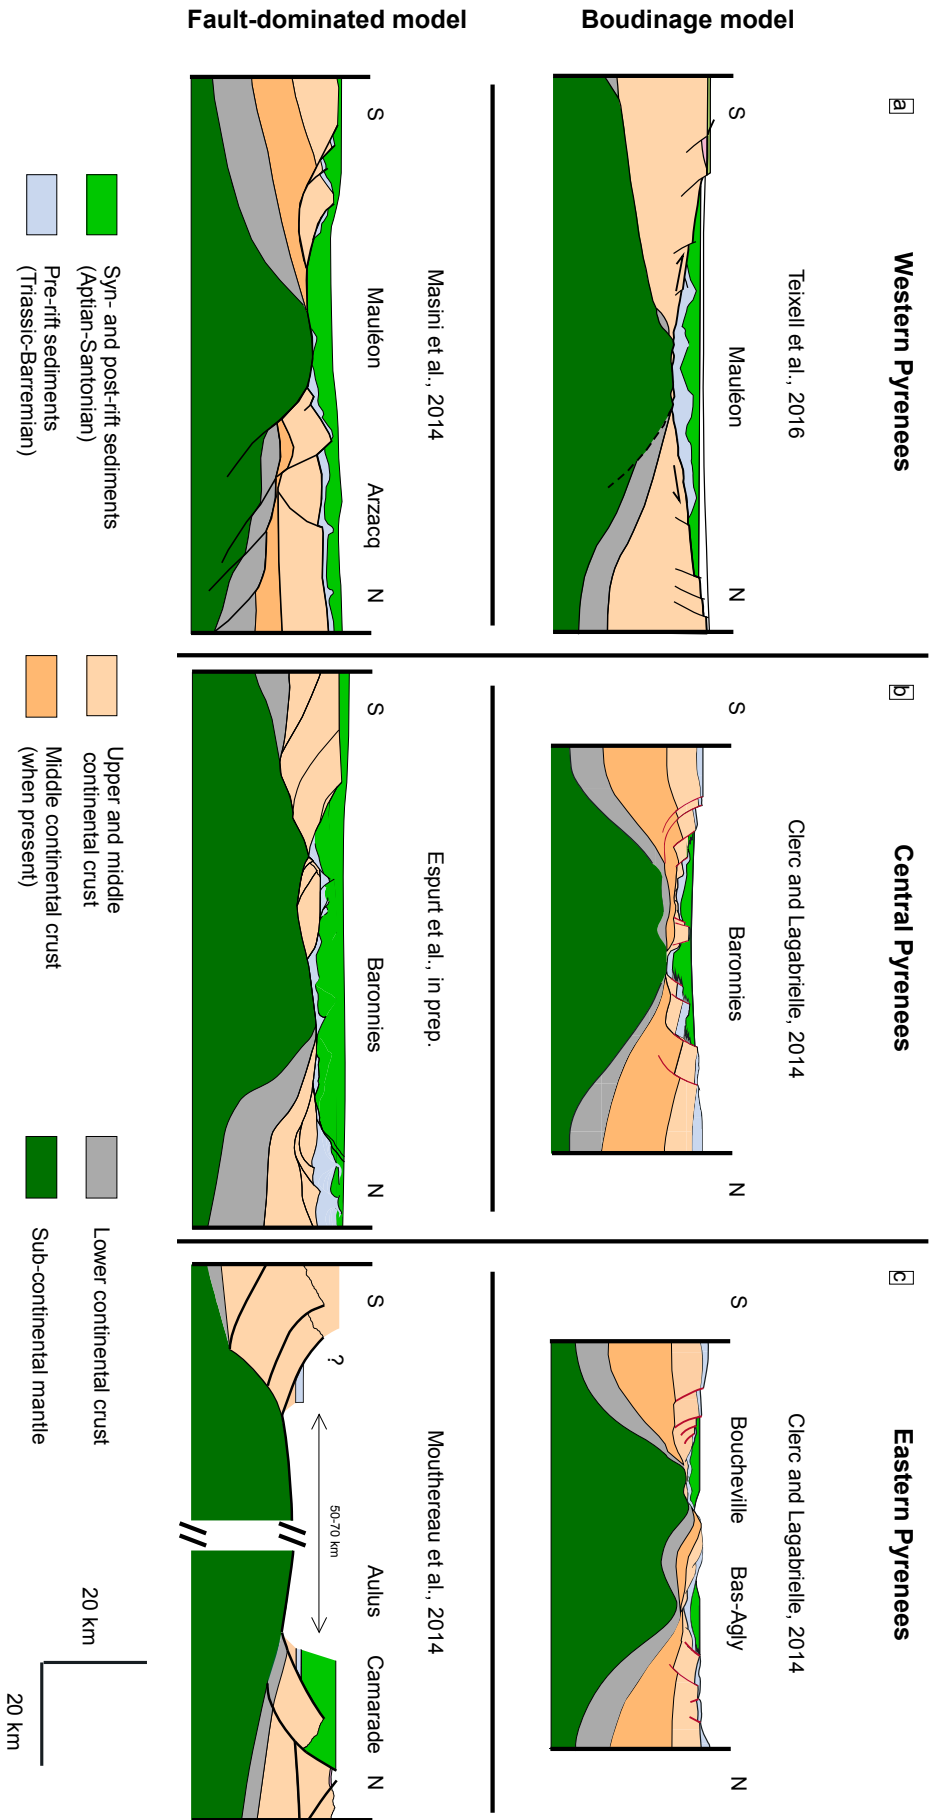 Fault-dominated model
Boudinage model
a
Western Pyrenees
Teixell et al., 2016
S
Mauléon
N
Masini et al., 2014
S
Mauléon
Arzacq
N
b
Central Pyrenees
Clerc and Lagabrielle, 2014
S
Baronnies
N
Espurt et al., in prep.
S
Baronnies
N
c
Eastern Pyrenees
Clerc and Lagabrielle, 2014
S
Boucheville
Bas-Agly
N
Mouthereau et al., 2014
S
?
50-70 km
Aulus
Camarade
N
Syn- and post-rift sediments
(Aptian-Santonian)
Pre-rift sediments
(Triassic-Barremian)
Upper and middle
continental crust
Middle continental crust
(when present)
Lower continental crust
Sub-continental mantle
20 km
20 km